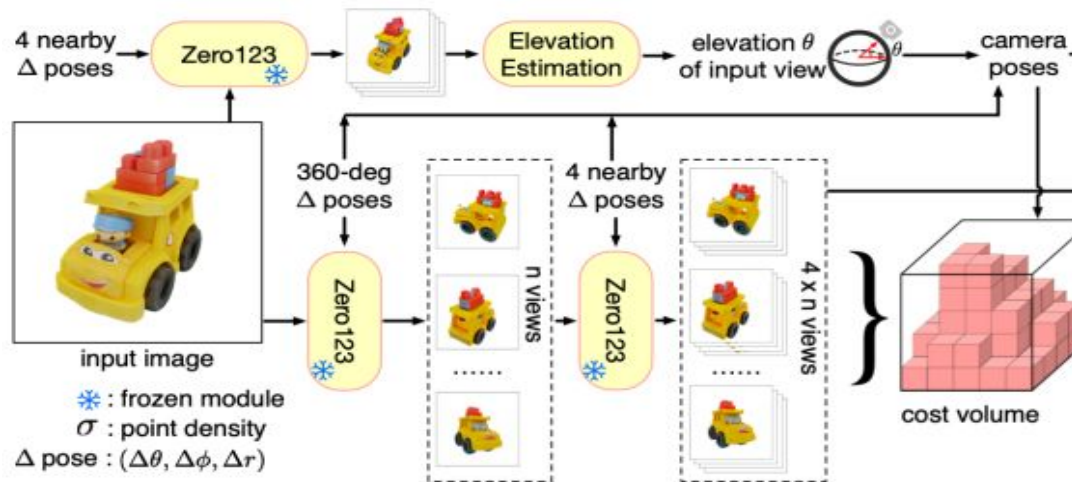 4 nearby
Δ poses
Zero123
Elevation
Estimation
elevation θ
of input view
θ
camera
poses
360-deg
Δ poses
4 nearby
Δ poses
input image
Zero123
n views
......
Zero123
4 x n views
......
cost volume
: frozen module
σ : point density
Δ pose : (Δθ, Δϕ, Δr)